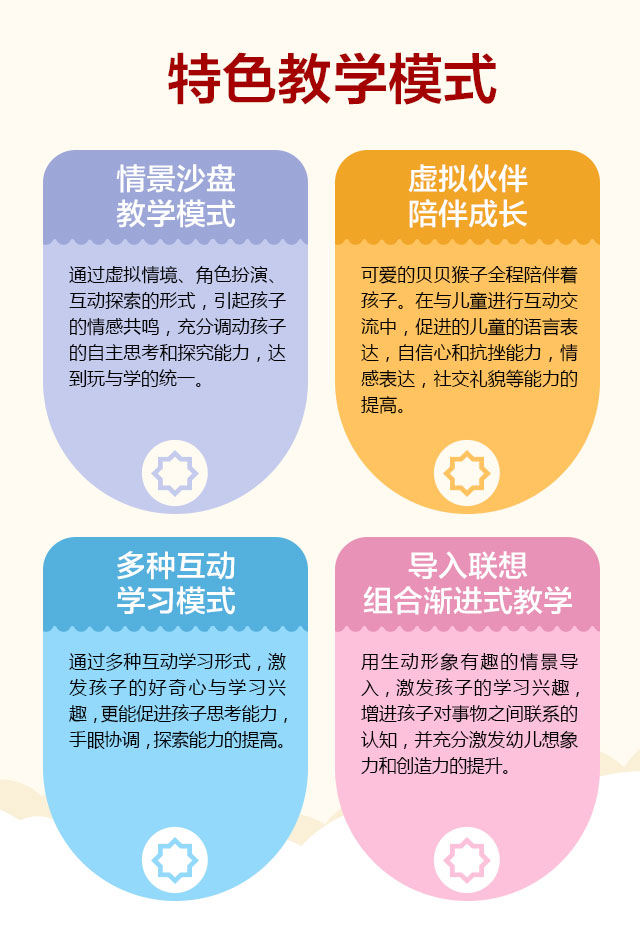 特色教学模式
情景沙盘
教学模式
通过虚拟情境、角色扮演、
互动探索的形式，引起孩子
的情感共鸣，充分调动孩子
的自主思考和探究能力，达
到玩与学的统一。
虚拟伙伴
陪伴成长
可爱的贝贝猴子全程陪伴着
孩子。在与儿童进行互动交
流中，促进的儿童的语言表
达，自信心和抗挫能力，情
感表达，社交礼貌等能力的
提高。
多种互动
学习模式
通过多种互动学习形式，激
发孩子的好奇心与学习兴
趣，更能促进孩子思考能力，
手眼协调，探索能力的提高。
导入联想
组合渐进式教学
用生动形象有趣的情景导
入，激发孩子的学习兴趣，
增进孩子对事物之间联系的
认知，并充分激发幼儿想象
力和创造力的提升。